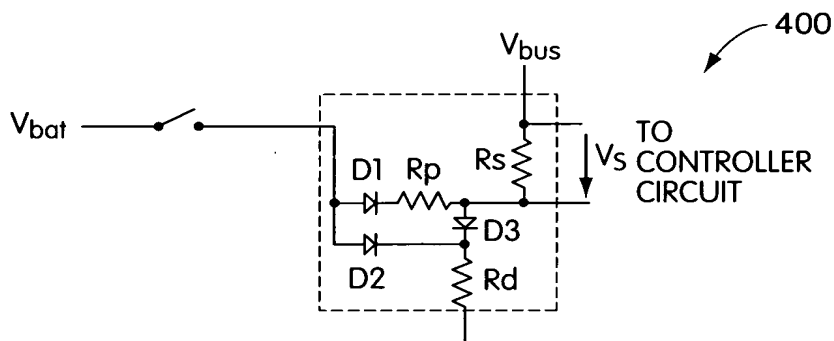 400
Vbus
Vbat
D1
Rp
Rs
Vs
TO
CONTROLLER
CIRCUIT
D3
D2
Rd